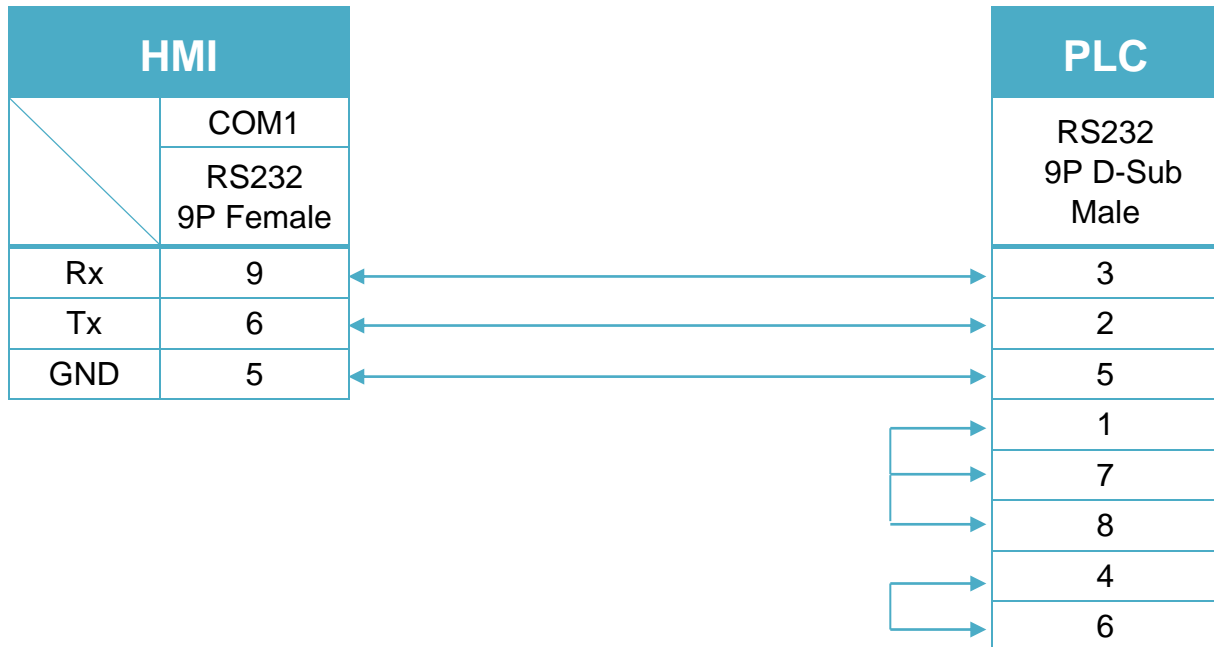 HMI
PLC
COM1
RS232
9P Female
RS232
9P D-Sub
Male
Rx 9 3
Tx 6 2
GND 5 5
1
7
8
4
6